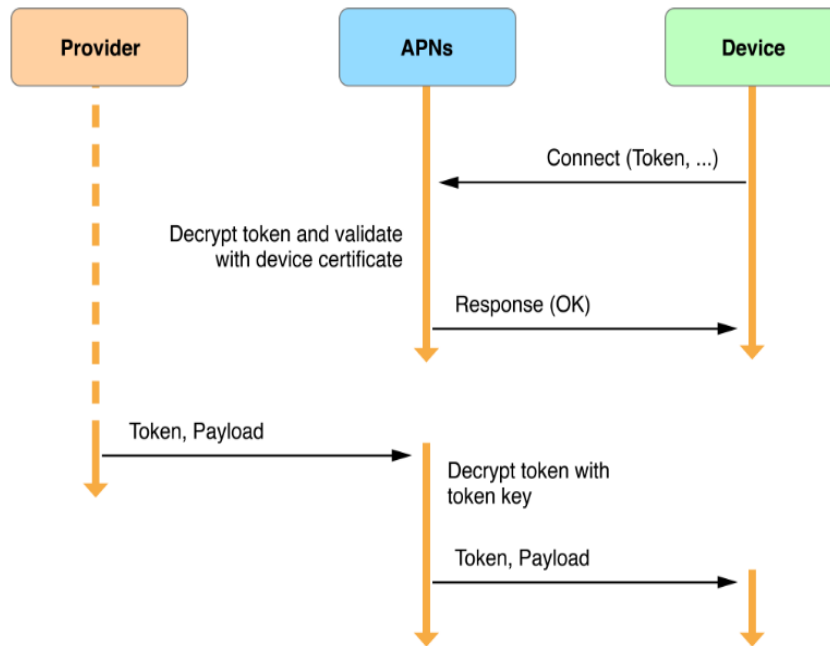 Provider
APNs
Device
Connect (Token, ...)
Decrypt token and validate
with device certificate
Response (OK)
Token, Payload
Decrypt token with
token key
Token, Payload